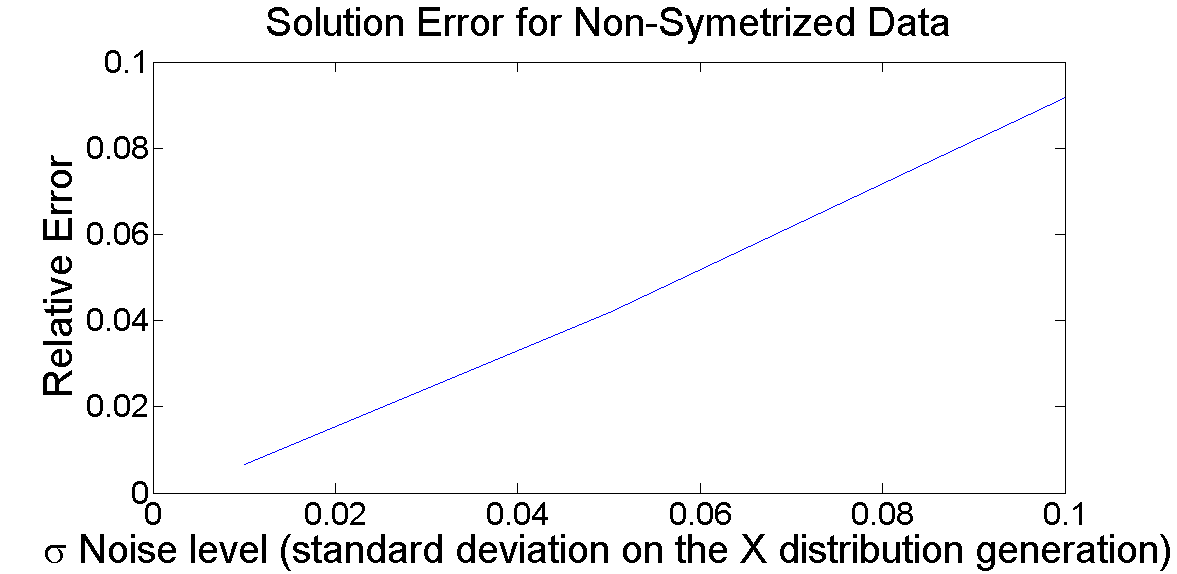 Solution Error for Non-Symetrized Data
0.1
0.08
0.06
0.04
0.02
0
Relative Error
0 0.02 0.04 0.06 0.08 0.1
σ Noise level (standard deviation on the X distribution generation)